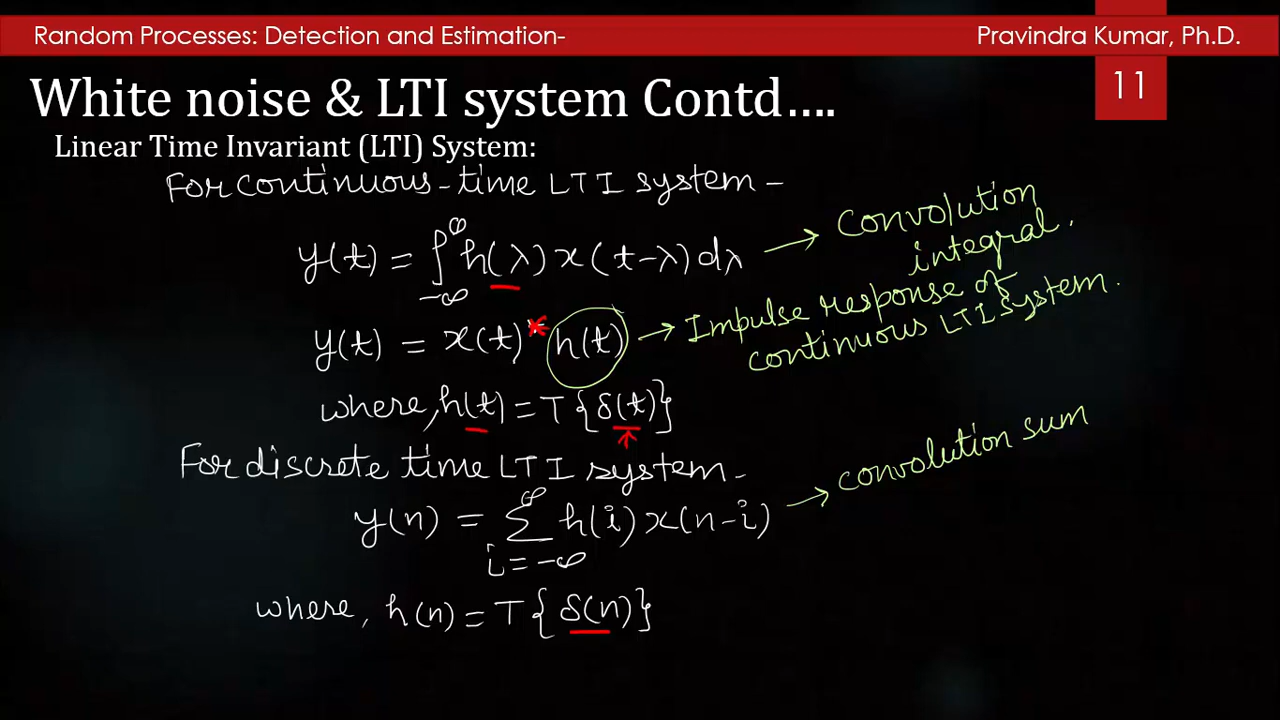 Random Processes: Detection and Estimation-
Pravindra Kumar, Ph.D.
White noise & LTI system Contd....
11
Linear Time Invariant (LTI) System:
For continuous-time LTI system -
y(t) = ∫_{-∞}^{∞} h(λ) x(t-λ) dλ → Convolution
integral.
y(t) = x(t) * h(t) → Impulse response of
continuous LTI system.
where, h(t) = T{δ(t)}
For discrete time LTI system -
y(n) = Σ_{i=-∞}^{∞} h(i) x(n-i) → convolution sum
where, h(n) = T{δ(n)}